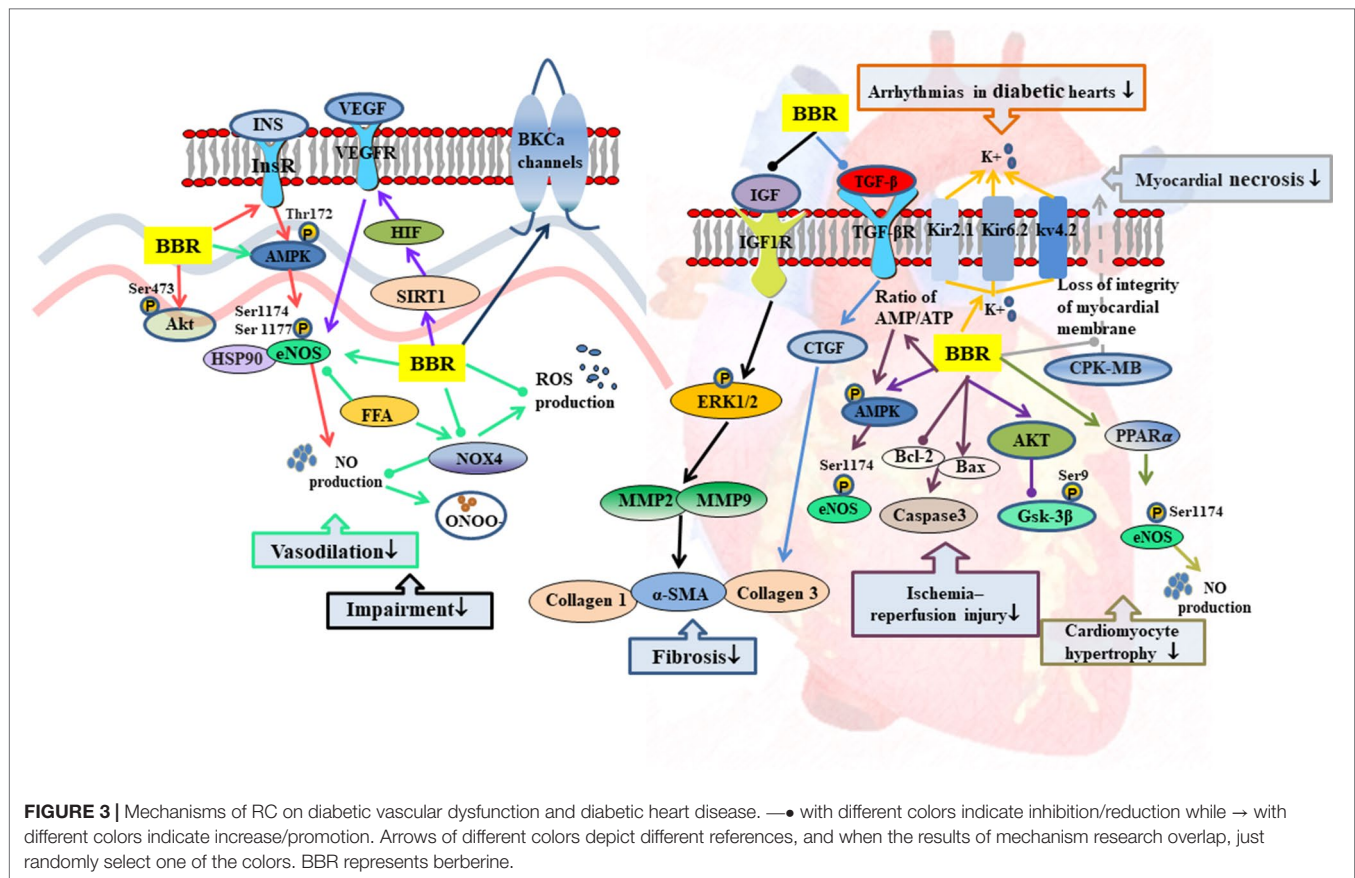 INS
VEGF
InsR
VEGFR
BKCa
channels
Thr172
P
BBR
AMPK
HIF
Ser473
P
Akt
SIRT1
Ser1174
Ser 1177
P
HSP90
eNOS
BBR
ROS
production
FFA
NOX4
NO
production
ONOO-
Vasodilation↓
Impairment↓
BBR
Arrhythmias in diabetic hearts ↓
K+
Myocardial necrosis↓
IGF
TGF-β
IGF1R
TGF-βR
Kir2.1
Kir6.2
kv4.2
Ratio of
AMP/ATP
K+
Loss of integrity
of myocardial
membrane
CTGF
BBR
CPK-MB
P
ERK1/2
P
AMPK
Bcl-2
Bax
AKT
PPARα
Ser1174
P
eNOS
Caspase3
Ser9
P
Gsk-3β
P
Ser1174
eNOS
MMP2
MMP9
NO
production
Collagen 1
α-SMA
Collagen 3
Fibrosis↓
Ischemia–
reperfusion injury↓
Cardiomyocyte
hypertrophy ↓
FIGURE 3 | Mechanisms of RC on diabetic vascular dysfunction and diabetic heart disease. —• with different colors indicate inhibition/reduction while → with
different colors indicate increase/promotion. Arrows of different colors depict different references, and when the results of mechanism research overlap, just
randomly select one of the colors. BBR represents berberine.